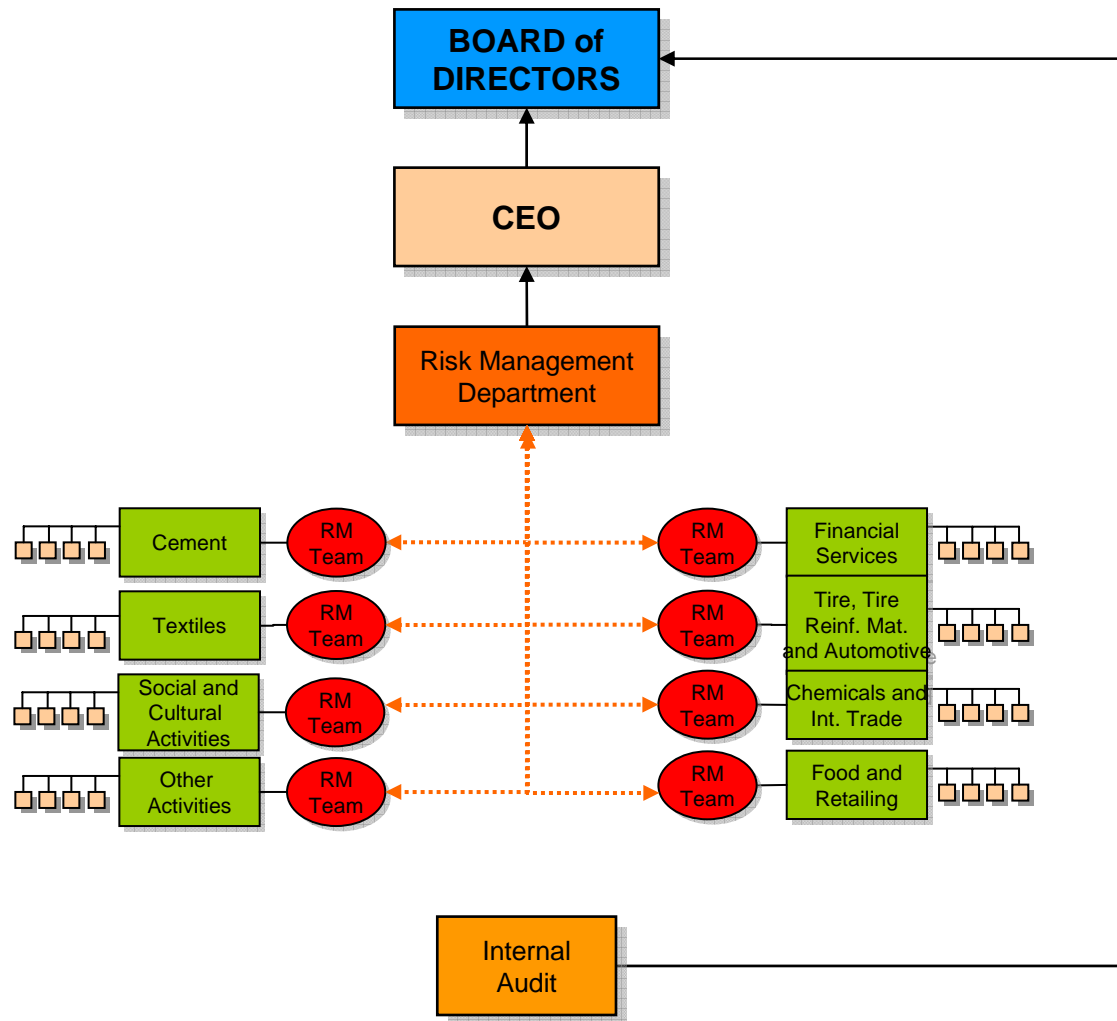 BOARD of
DIRECTORS
CEO
Risk Management
Department
Cement
RM
Team
RM
Team
Financial
Services
Textiles
RM
Team
RM
Team
Tire, Tire
Reinf. Mat.
and Automotive
Social and
Cultural
Activities
RM
Team
RM
Team
Chemicals and
Int. Trade
Other
Activities
RM
Team
RM
Team
Food and
Retailing
Internal
Audit